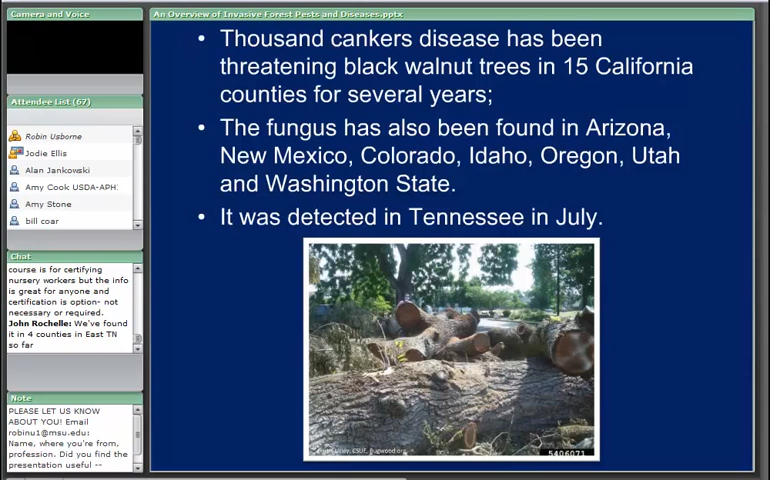 Camera and Voice
An Overview of Invasive Forest Pests and Diseases.pptx
Attendee List (67)
Robin Usborne
Jodie Ellis
Alan Jankowski
Amy Cook USDA-APH
Amy Stone
bill coar
Chat
course is for certifying
nursery workers but the info
is great for anyone and
certification is option- not
necessary or required.
John Rochelle: We've found
it in 4 counties in East TN
so far
Note
PLEASE LET US KNOW
ABOUT YOU! Email
robinu1@msu.edu:
Name, where you're from,
profession. Did you find the
presentation useful --
• Thousand cankers disease has been
threatening black walnut trees in 15 California
counties for several years;
• The fungus has also been found in Arizona,
New Mexico, Colorado, Idaho, Oregon, Utah
and Washington State.
• It was detected in Tennessee in July.
5406071